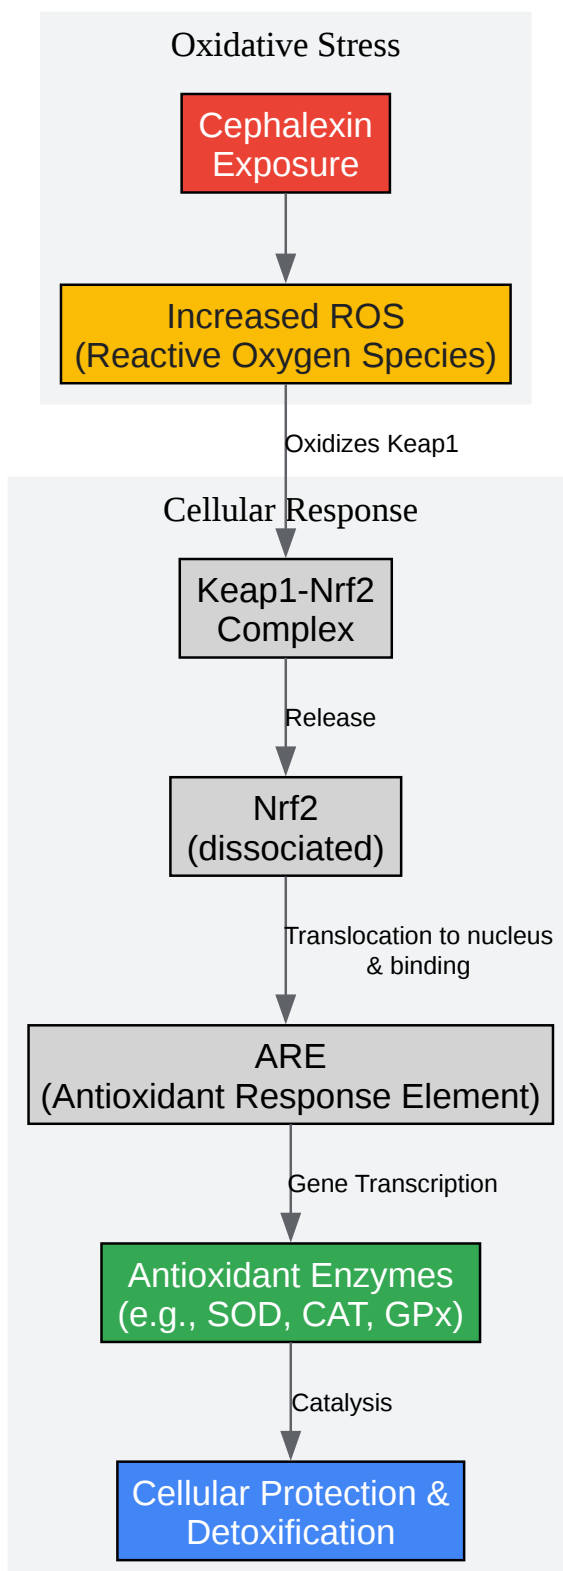 Oxidative Stress
Cephalexin
Exposure
Increased ROS
(Reactive Oxygen Species)
Oxidizes Keap1
Cellular Response
Keap1-Nrf2
Complex
Release
Nrf2
(dissociated)
Translocation to nucleus
& binding
ARE
(Antioxidant Response Element)
Gene Transcription
Antioxidant Enzymes
(e.g., SOD, CAT, GPx)
Catalysis
Cellular Protection &
Detoxification